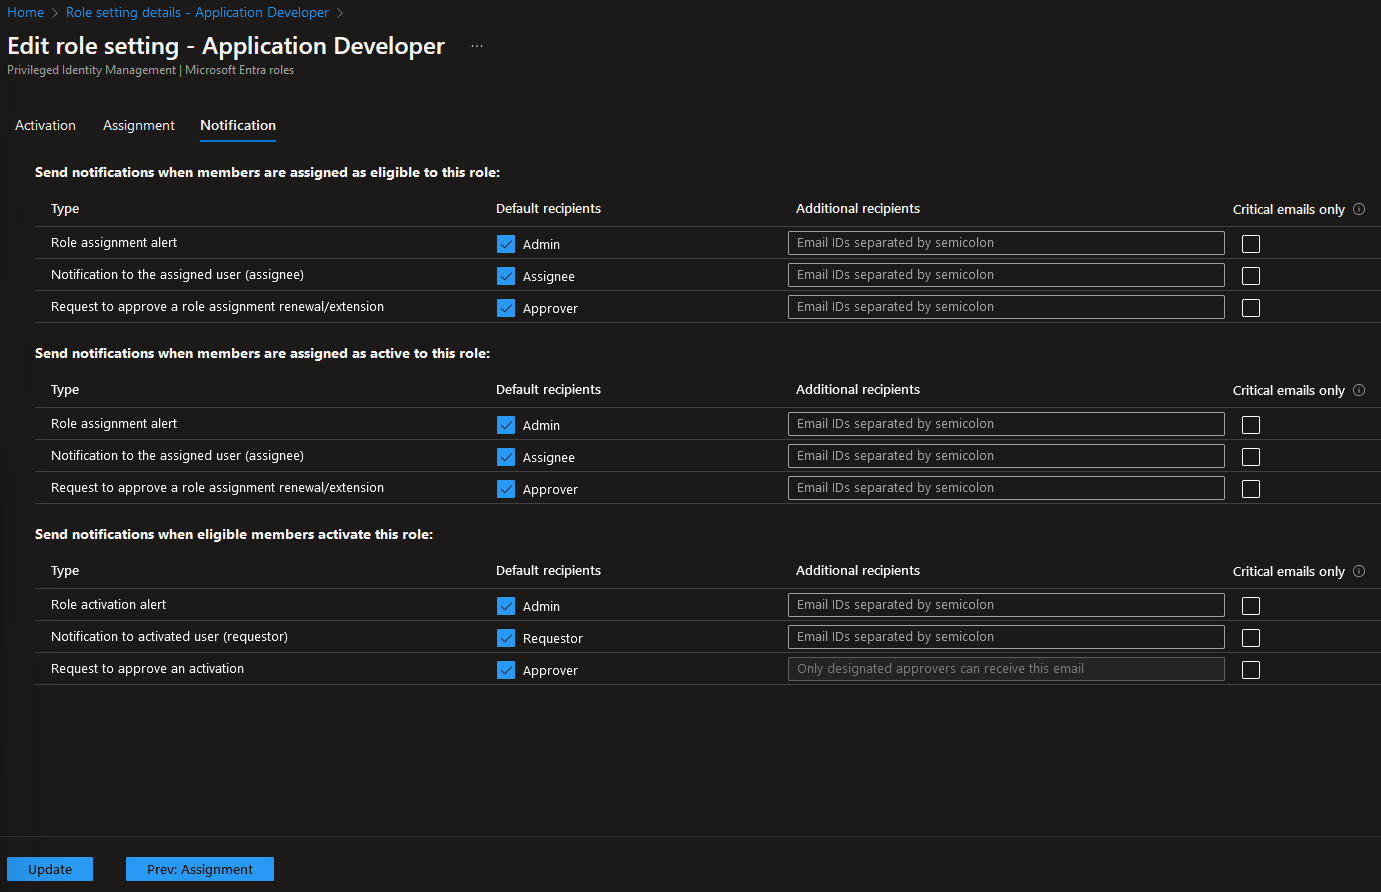 Home > Role setting details - Application Developer >
Edit role setting - Application Developer ...
Privileged Identity Management | Microsoft Entra roles
Activation Assignment Notification
Send notifications when members are assigned as eligible to this role:
Type Default recipients Additional recipients Critical emails only
Role assignment alert Admin Email IDs separated by semicolon
Notification to the assigned user (assignee) Assignee Email IDs separated by semicolon
Request to approve a role assignment renewal/extension Approver Email IDs separated by semicolon
Send notifications when members are assigned as active to this role:
Type Default recipients Additional recipients Critical emails only
Role assignment alert Admin Email IDs separated by semicolon
Notification to the assigned user (assignee) Assignee Email IDs separated by semicolon
Request to approve a role assignment renewal/extension Approver Email IDs separated by semicolon
Send notifications when eligible members activate this role:
Type Default recipients Additional recipients Critical emails only
Role activation alert Admin Email IDs separated by semicolon
Notification to activated user (requestor) Requestor Email IDs separated by semicolon
Request to approve an activation Approver Only designated approvers can receive this email
Update Prev: Assignment